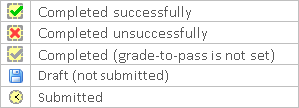 Completed successfully
Completed unsuccessfully
Completed (grade-to-pass is not set)
Draft (not submitted)
Submitted